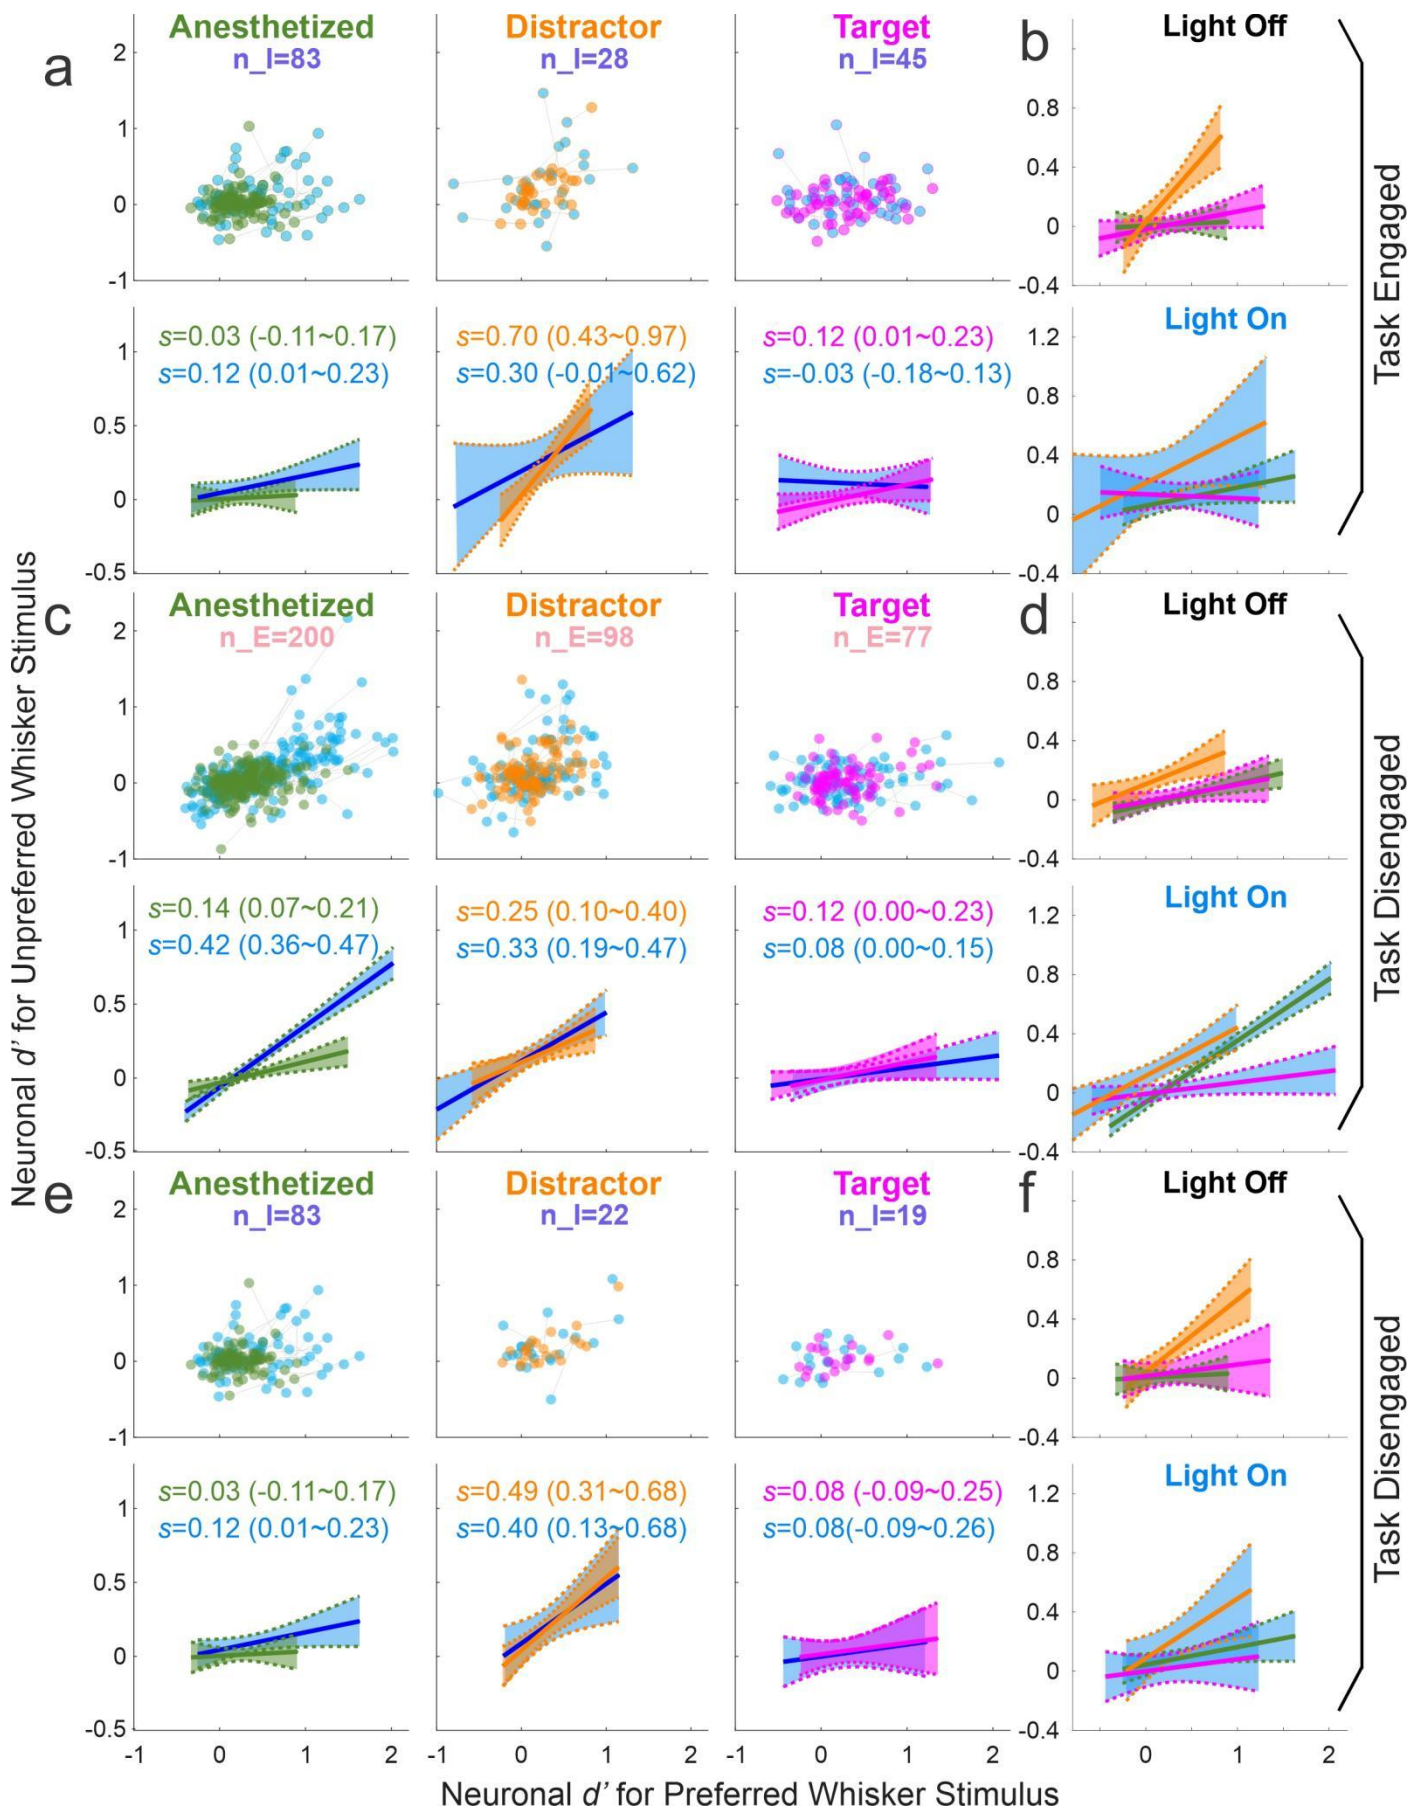 a
Anesthetized
n_I=83
Distractor
n_I=28
Target
n_I=45
b
Light Off
2
1
0
-1
0.8
0.4
0
-0.4
s=0.03 (-0.11~0.17)
s=0.12 (0.01~0.23)
s=0.70 (0.43~0.97)
s=0.30 (-0.01~0.62)
s=0.12 (0.01~0.23)
s=-0.03 (-0.18~0.13)
Light On
1
0.5
0
-0.5
1.2
0.8
0.4
0
-0.4
Task Engaged
c
Anesthetized
n_E=200
Distractor
n_E=98
Target
n_E=77
d
Light Off
2
1
0
-1
0.8
0.4
0
-0.4
s=0.14 (0.07~0.21)
s=0.42 (0.36~0.47)
s=0.25 (0.10~0.40)
s=0.33 (0.19~0.47)
s=0.12 (0.00~0.23)
s=0.08 (0.00~0.15)
Light On
1
0.5
0
-0.5
1.2
0.8
0.4
0
-0.4
Task Disengaged
e
Anesthetized
n_I=83
Distractor
n_I=22
Target
n_I=19
f
Light Off
2
1
0
-1
0.8
0.4
0
-0.4
s=0.03 (-0.11~0.17)
s=0.12 (0.01~0.23)
s=0.49 (0.31~0.68)
s=0.40 (0.13~0.68)
s=0.08 (-0.09~0.25)
s=0.08(-0.09~0.26)
Light On
1
0.5
0
-0.5
1.2
0.8
0.4
0
-0.4
Task Disengaged
-1 0 1 2
-1 0 1 2
-1 0 1 2
0 1 2
Neuronal d’ for Unpreferred Whisker Stimulus
Neuronal d’ for Preferred Whisker Stimulus